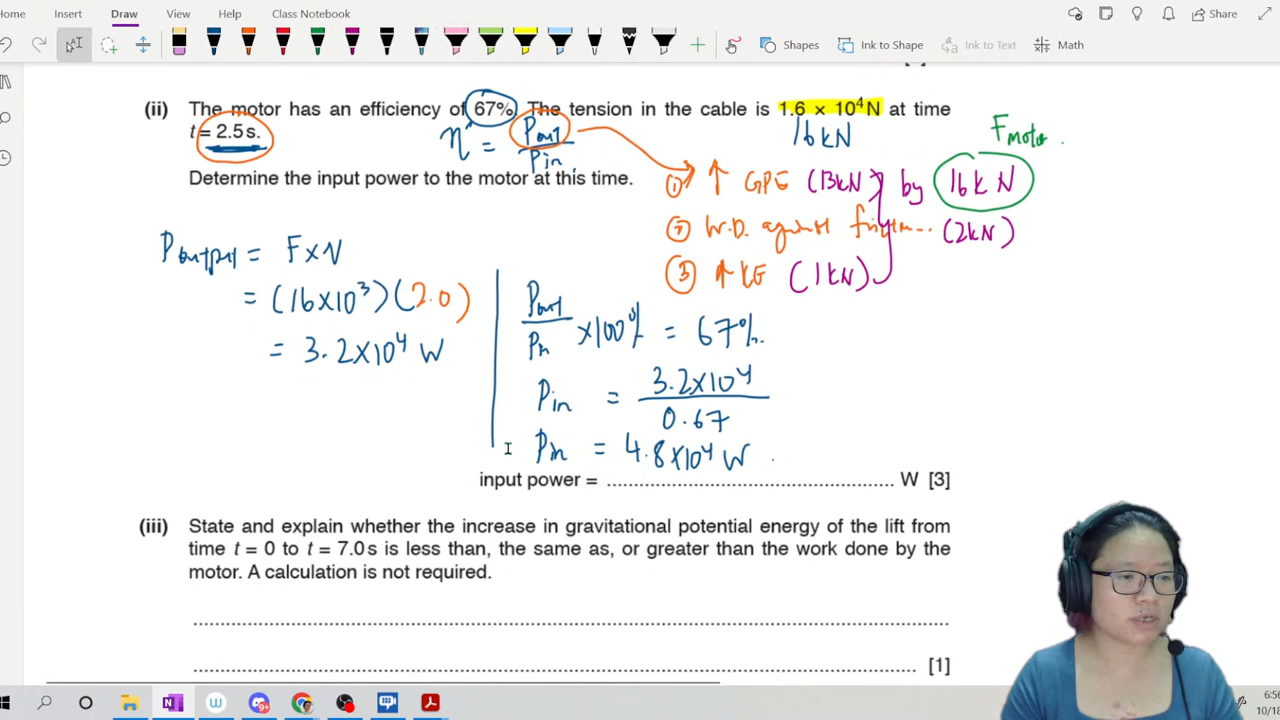 Home Insert Draw View Help Class Notebook Share
Shapes Ink to Shape Ink to Text Math
(ii) The motor has an efficiency of 67%. The tension in the cable is 1.6 × 10⁴ N at time
t = 2.5 s.
η = Pout / Pin
16kN
Fmotor.
Determine the input power to the motor at this time.
① ↑ GPE (13kN) by 16kN
② W.D. against friction... (2kN)
③ ↑ KE (1kN)
Poutput = F×V
= (16×10³)(2.0)
= 3.2×10⁴ W
Pout / Pin ×100% = 67%.
Pin = 3.2×10⁴ / 0.67
Pin = 4.8×10⁴ W
input power = .................................................. W [3]
(iii) State and explain whether the increase in gravitational potential energy of the lift from
time t = 0 to t = 7.0 s is less than, the same as, or greater than the work done by the
motor. A calculation is not required.
[1]
6:56
10/18